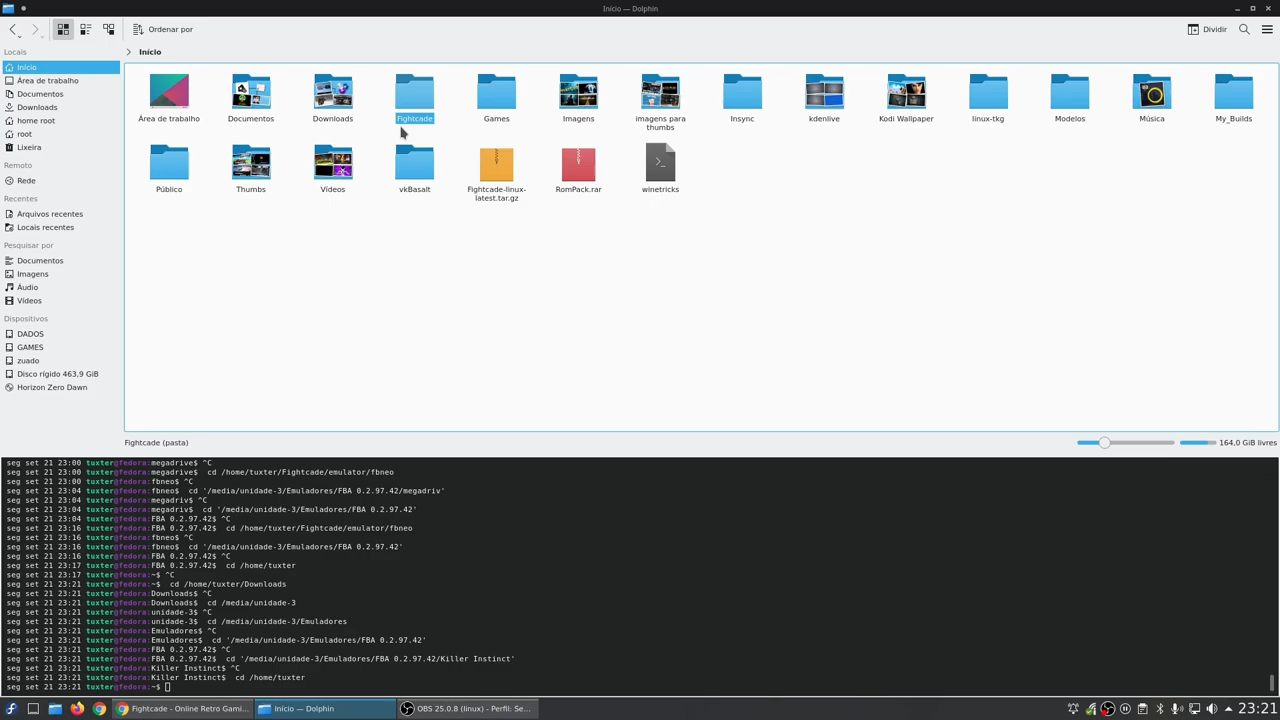 Início — Dolphin
Ordenar por
Dividir
Locais
Início
Área de trabalho
Documentos
Downloads
home root
root
Lixeira
Remoto
Rede
Recentes
Arquivos recentes
Locais recentes
Pesquisar por
Documentos
Imagens
Áudio
Vídeos
Dispositivos
DADOS
GAMES
zuado
Disco rígido 463,9 GiB
Horizon Zero Dawn
Início
Área de trabalho
Documentos
Downloads
Fightcade
Games
Imagens
imagens para
thumbs
Insync
kdenlive
Kodi Wallpaper
linux-tkg
Modelos
Música
My_Builds
Público
Thumbs
Vídeos
vkBasalt
Fightcade-linux-
latest.tar.gz
RomPack.rar
winetricks
Fightcade (pasta)
164,0 GiB livres
seg set 21 23:00 tuxter@fedora:megadrive$ ^C
seg set 21 23:00 tuxter@fedora:megadrive$  cd /home/tuxter/Fightcade/emulator/fbneo
seg set 21 23:00 tuxter@fedora:fbneo$ ^C
seg set 21 23:04 tuxter@fedora:fbneo$  cd '/media/unidade-3/Emuladores/FBA 0.2.97.42/megadriv'
seg set 21 23:04 tuxter@fedora:megadriv$ ^C
seg set 21 23:04 tuxter@fedora:megadriv$  cd '/media/unidade-3/Emuladores/FBA 0.2.97.42'
seg set 21 23:04 tuxter@fedora:FBA 0.2.97.42$ ^C
seg set 21 23:16 tuxter@fedora:FBA 0.2.97.42$  cd /home/tuxter/Fightcade/emulator/fbneo
seg set 21 23:16 tuxter@fedora:fbneo$ ^C
seg set 21 23:16 tuxter@fedora:fbneo$  cd '/media/unidade-3/Emuladores/FBA 0.2.97.42'
seg set 21 23:16 tuxter@fedora:FBA 0.2.97.42$ ^C
seg set 21 23:17 tuxter@fedora:FBA 0.2.97.42$  cd /home/tuxter
seg set 21 23:17 tuxter@fedora:~$ ^C
seg set 21 23:21 tuxter@fedora:~$  cd /home/tuxter/Downloads
seg set 21 23:21 tuxter@fedora:Downloads$ ^C
seg set 21 23:21 tuxter@fedora:Downloads$  cd /media/unidade-3
seg set 21 23:21 tuxter@fedora:unidade-3$ ^C
seg set 21 23:21 tuxter@fedora:unidade-3$  cd /media/unidade-3/Emuladores
seg set 21 23:21 tuxter@fedora:Emuladores$ ^C
seg set 21 23:21 tuxter@fedora:Emuladores$  cd '/media/unidade-3/Emuladores/FBA 0.2.97.42'
seg set 21 23:21 tuxter@fedora:FBA 0.2.97.42$ ^C
seg set 21 23:21 tuxter@fedora:FBA 0.2.97.42$  cd '/media/unidade-3/Emuladores/FBA 0.2.97.42/Killer Instinct'
seg set 21 23:21 tuxter@fedora:Killer Instinct$ ^C
seg set 21 23:21 tuxter@fedora:Killer Instinct$  cd /home/tuxter
seg set 21 23:21 tuxter@fedora:~$
Fightcade - Online Retro Gami...
Início — Dolphin
OBS 25.0.8 (linux) - Perfil: Se...
23:21